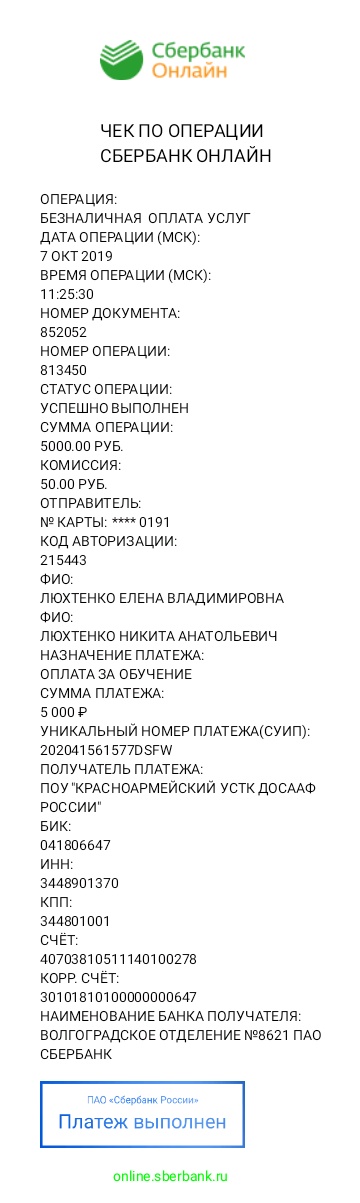 Сбербанк
Онлайн
ЧЕК ПО ОПЕРАЦИИ
СБЕРБАНК ОНЛАЙН
ОПЕРАЦИЯ:
БЕЗНАЛИЧНАЯ ОПЛАТА УСЛУГ
ДАТА ОПЕРАЦИИ (МСК):
7 ОКТ 2019
ВРЕМЯ ОПЕРАЦИИ (МСК):
11:25:30
НОМЕР ДОКУМЕНТА:
852052
НОМЕР ОПЕРАЦИИ:
813450
СТАТУС ОПЕРАЦИИ:
УСПЕШНО ВЫПОЛНЕН
СУММА ОПЕРАЦИИ:
5000.00 РУБ.
КОМИССИЯ:
50.00 РУБ.
ОТПРАВИТЕЛЬ:
№ КАРТЫ: **** 0191
КОД АВТОРИЗАЦИИ:
215443
ФИО:
ЛЮХТЕНКО ЕЛЕНА ВЛАДИМИРОВНА
ФИО:
ЛЮХТЕНКО НИКИТА АНАТОЛЬЕВИЧ
НАЗНАЧЕНИЕ ПЛАТЕЖА:
ОПЛАТА ЗА ОБУЧЕНИЕ
СУММА ПЛАТЕЖА:
5 000 ₽
УНИКАЛЬНЫЙ НОМЕР ПЛАТЕЖА(СУИП):
202041561577DSFW
ПОЛУЧАТЕЛЬ ПЛАТЕЖА:
ПОУ "КРАСНОАРМЕЙСКИЙ УСТК ДОСААФ
РОССИИ"
БИК:
041806647
ИНН:
3448901370
КПП:
344801001
СЧЁТ:
40703810511140100278
КОРР. СЧЁТ:
30101810100000000647
НАИМЕНОВАНИЕ БАНКА ПОЛУЧАТЕЛЯ:
ВОЛГОГРАДСКОЕ ОТДЕЛЕНИЕ №8621 ПАО
СБЕРБАНК
ПАО «Сбербанк России»
Платеж выполнен
online.sberbank.ru